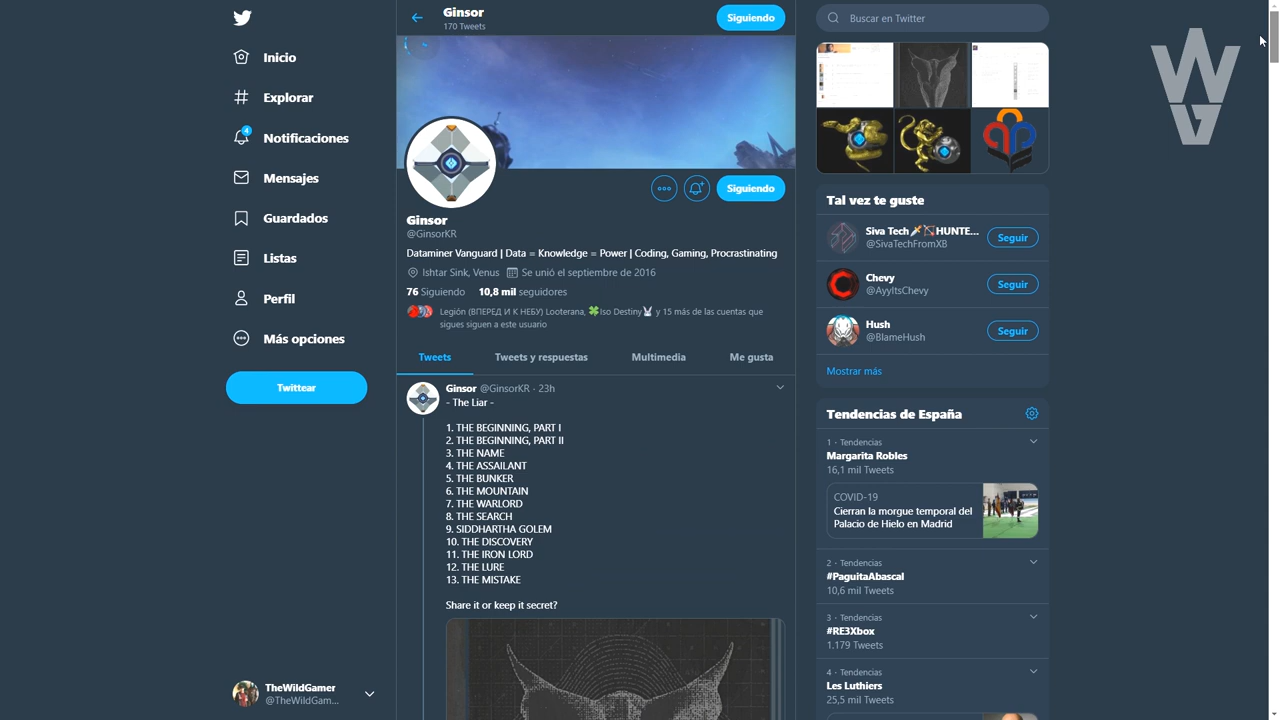 Inicio
Explorar
4
Notificaciones
Mensajes
Guardados
Listas
Perfil
Más opciones
Twittear
TheWildGamer
@TheWildGam...
Ginsor
170 Tweets
Siguiendo
Siguiendo
Ginsor
@GinsorKR
Dataminer Vanguard | Data = Knowledge = Power | Coding, Gaming, Procrastinating
Ishtar Sink, Venus Se unió el septiembre de 2016
76 Siguiendo 10,8 mil seguidores
Legión (ВПЕРЕД И К НЕБУ) Looterana, 🍀Iso Destiny🐰 y 15 más de las cuentas que
sigues siguen a este usuario
Tweets Tweets y respuestas Multimedia Me gusta
Ginsor @GinsorKR · 23h
- The Liar -
1. THE BEGINNING, PART I
2. THE BEGINNING, PART II
3. THE NAME
4. THE ASSAILANT
5. THE BUNKER
6. THE MOUNTAIN
7. THE WARLORD
8. THE SEARCH
9. SIDDHARTHA GOLEM
10. THE DISCOVERY
11. THE IRON LORD
12. THE LURE
13. THE MISTAKE
Share it or keep it secret?
Buscar en Twitter
Tal vez te guste
Siva Tech🗡🏹HUNTE...
@SivaTechFromXB
Seguir
Chevy
@AyyItsChevy
Seguir
Hush
@BlameHush
Seguir
Mostrar más
Tendencias de España
1 · Tendencias
Margarita Robles
16,1 mil Tweets
COVID-19
Cierran la morgue temporal del
Palacio de Hielo en Madrid
2 · Tendencias
#PaguitaAbascal
10,6 mil Tweets
3 · Tendencias
#RE3Xbox
1.179 Tweets
4 · Tendencias
Les Luthiers
25,5 mil Tweets
WG